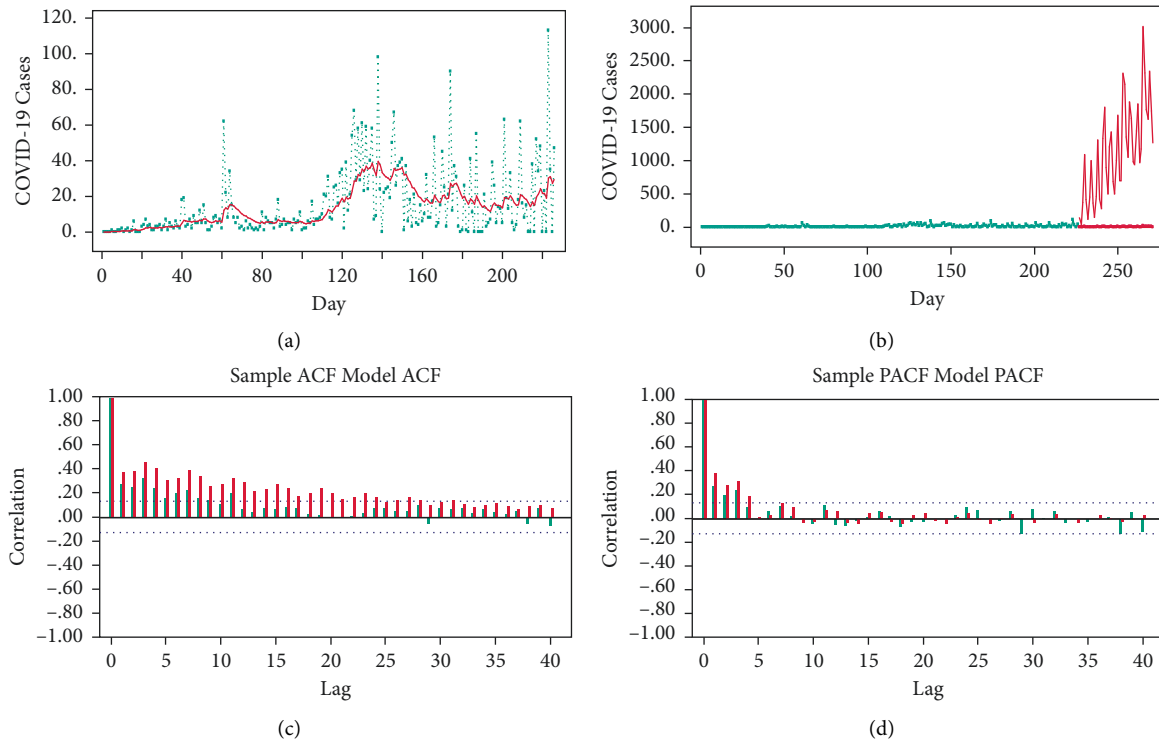 120.
100.
80.
60.
40.
20.
0.
COVID-19 Cases
0 40 80 120 160 200
Day
(a)
3000.
2500.
2000.
1500.
1000.
500.
0.
COVID-19 Cases
0 50 100 150 200 250
Day
(b)
Sample ACF Model ACF
1.00
.80
.60
.40
.20
.00
–.20
–.40
–.60
–.80
–1.00
Correlation
0 5 10 15 20 25 30 35 40
Lag
(c)
Sample PACF Model PACF
1.00
.80
.60
.40
.20
.00
–.20
–.40
–.60
–.80
–1.00
Correlation
0 5 10 15 20 25 30 35 40
Lag
(d)